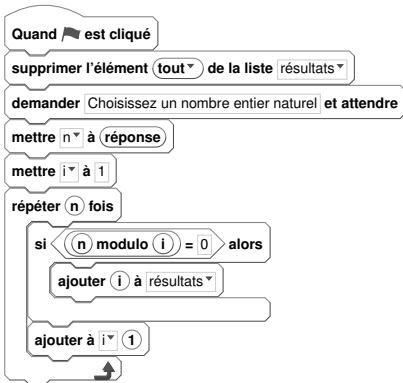 Quand est cliqué
supprimer l'élément tout de la liste résultats
demander Choisissez un nombre entier naturel et attendre
mettre n à réponse
mettre i à 1
répéter n fois
si n modulo i = 0 alors
ajouter i à résultats
ajouter à i 1